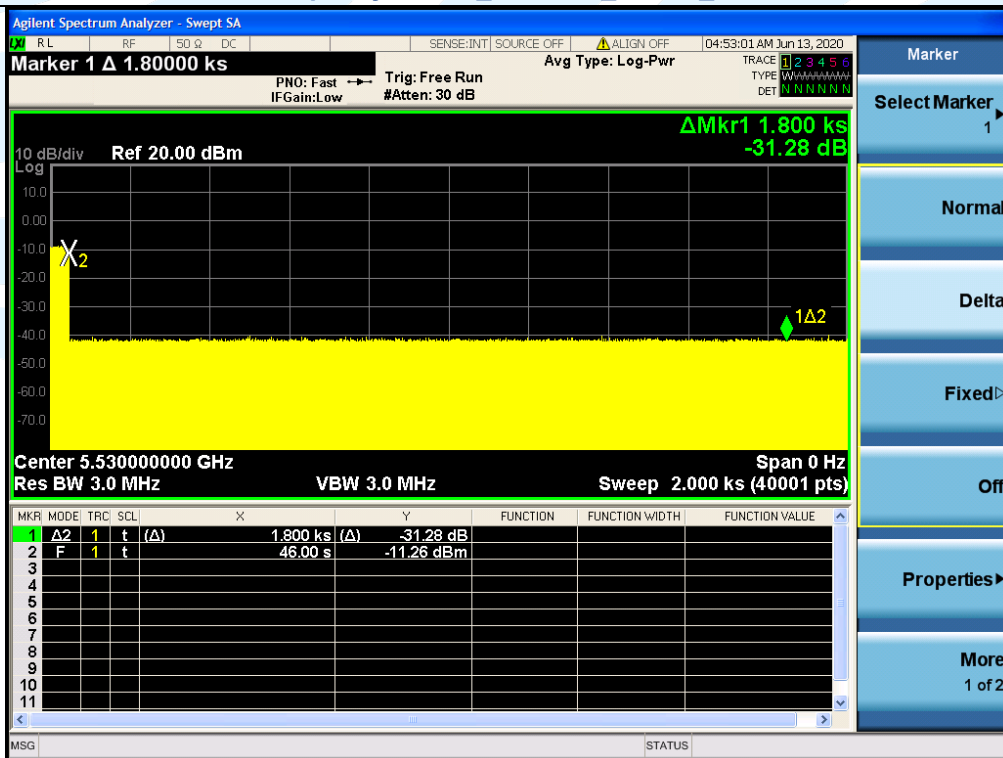 Agilent Spectrum Analyzer - Swept SA
LXI RL RF 50 Ω DC SENSE:INT SOURCE OFF ALIGN OFF 04:53:01 AM Jun 13, 2020
Marker 1 Δ 1.80000 ks
Avg Type: Log-Pwr
TRACE 1 2 3 4 5 6
PNO: Fast Trig: Free Run
TYPE WWWWWW
IFGain:Low #Atten: 30 dB
DET N N N N N N
ΔMkr1 1.800 ks
-31.28 dB
10 dB/div Ref 20.00 dBm
Log
10.0
0.00
-10.0
2
-20.0
-30.0
1Δ2
-40.0
-50.0
-60.0
-70.0
Center 5.530000000 GHz Span 0 Hz
Res BW 3.0 MHz VBW 3.0 MHz Sweep 2.000 ks (40001 pts)
MKR MODE TRC SCL X Y FUNCTION FUNCTION WIDTH FUNCTION VALUE
1 Δ2 1 t (Δ) 1.800 ks (Δ) -31.28 dB
2 F 1 t 46.00 s -11.26 dBm
3
4
5
6
7
8
9
10
11
MSG STATUS
Marker
Select Marker
1
Normal
Delta
Fixed
Off
Properties
More
1 of 2